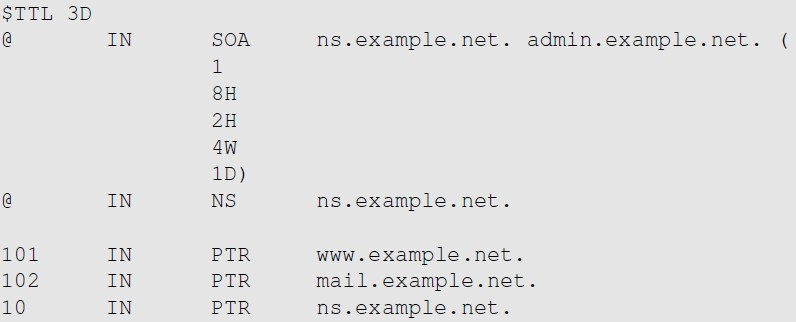 $TTL 3D
@ IN SOA ns.example.net. admin.example.net. (
1
8H
2H
4W
1D)
@ IN NS ns.example.net.
101 IN PTR www.example.net.
102 IN PTR mail.example.net.
10 IN PTR ns.example.net.